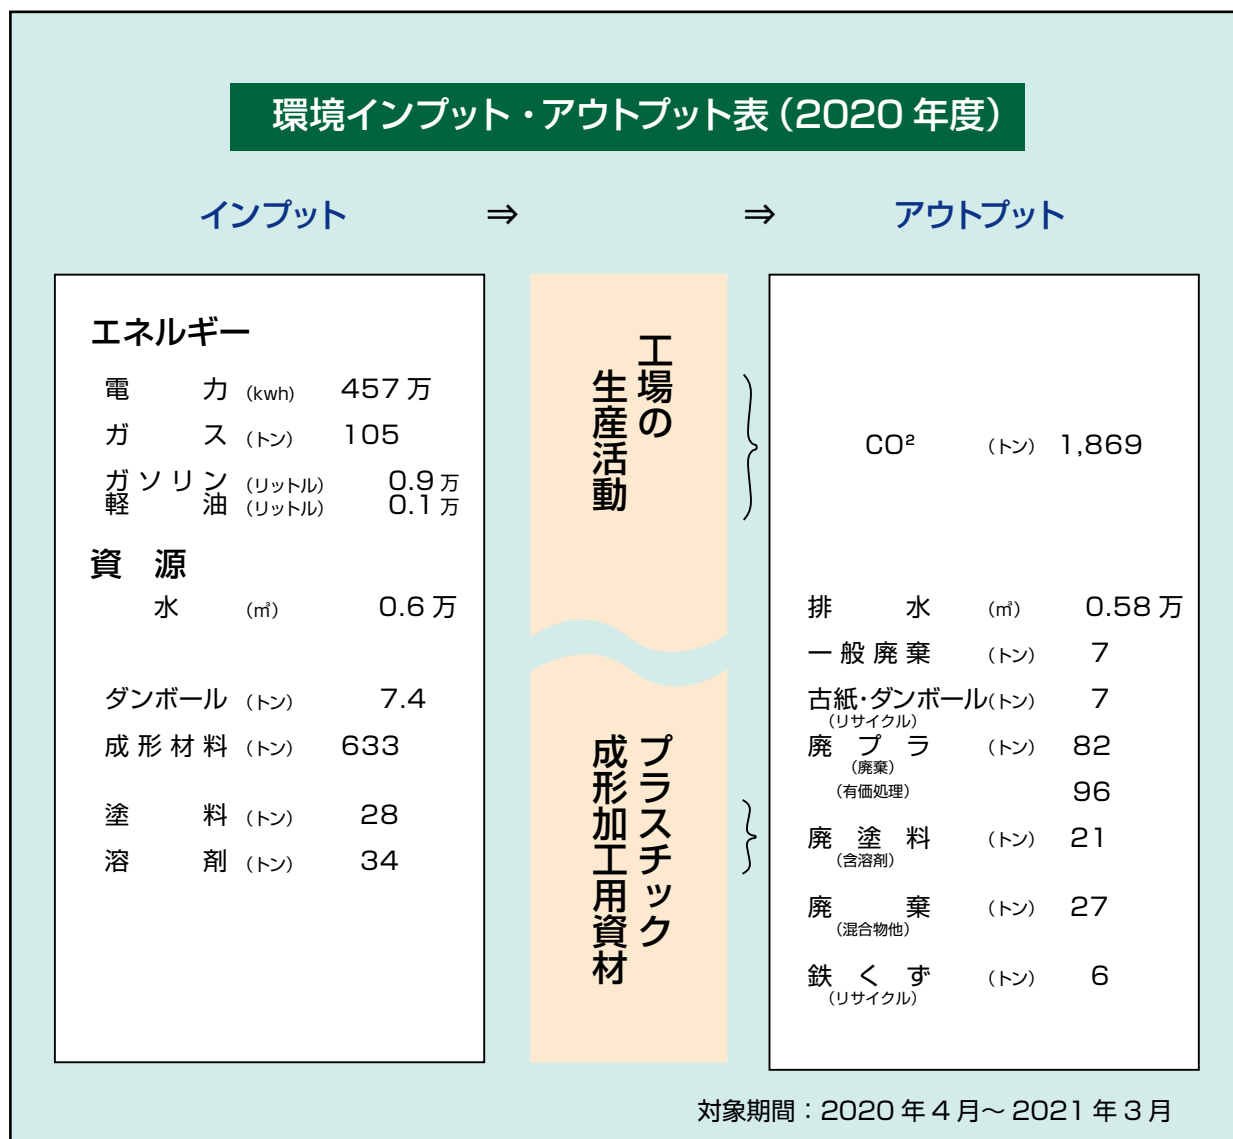 環境インプット・アウトプット表(2020年度)
インプット ⇒ ⇒ アウトプット
エネルギー
電力 (kwh) 457万
ガス (トン) 105
ガソリン (リットル) 0.9万
軽油 (リットル) 0.1万
資源
水 (㎥) 0.6万
ダンボール (トン) 7.4
成形材料 (トン) 633
塗料 (トン) 28
溶剤 (トン) 34
工場の
生産活動
プラスチック
成形加工用資材
CO² (トン) 1,869
排水 (㎥) 0.58万
一般廃棄 (トン) 7
古紙・ダンボール(トン) 7
(リサイクル)
廃プラ (トン) 82
(廃棄)
(有価処理) 96
廃塗料 (トン) 21
(含溶剤)
廃棄 (トン) 27
(混合物他)
鉄くず (トン) 6
(リサイクル)
対象期間:2020年4月~2021年3月